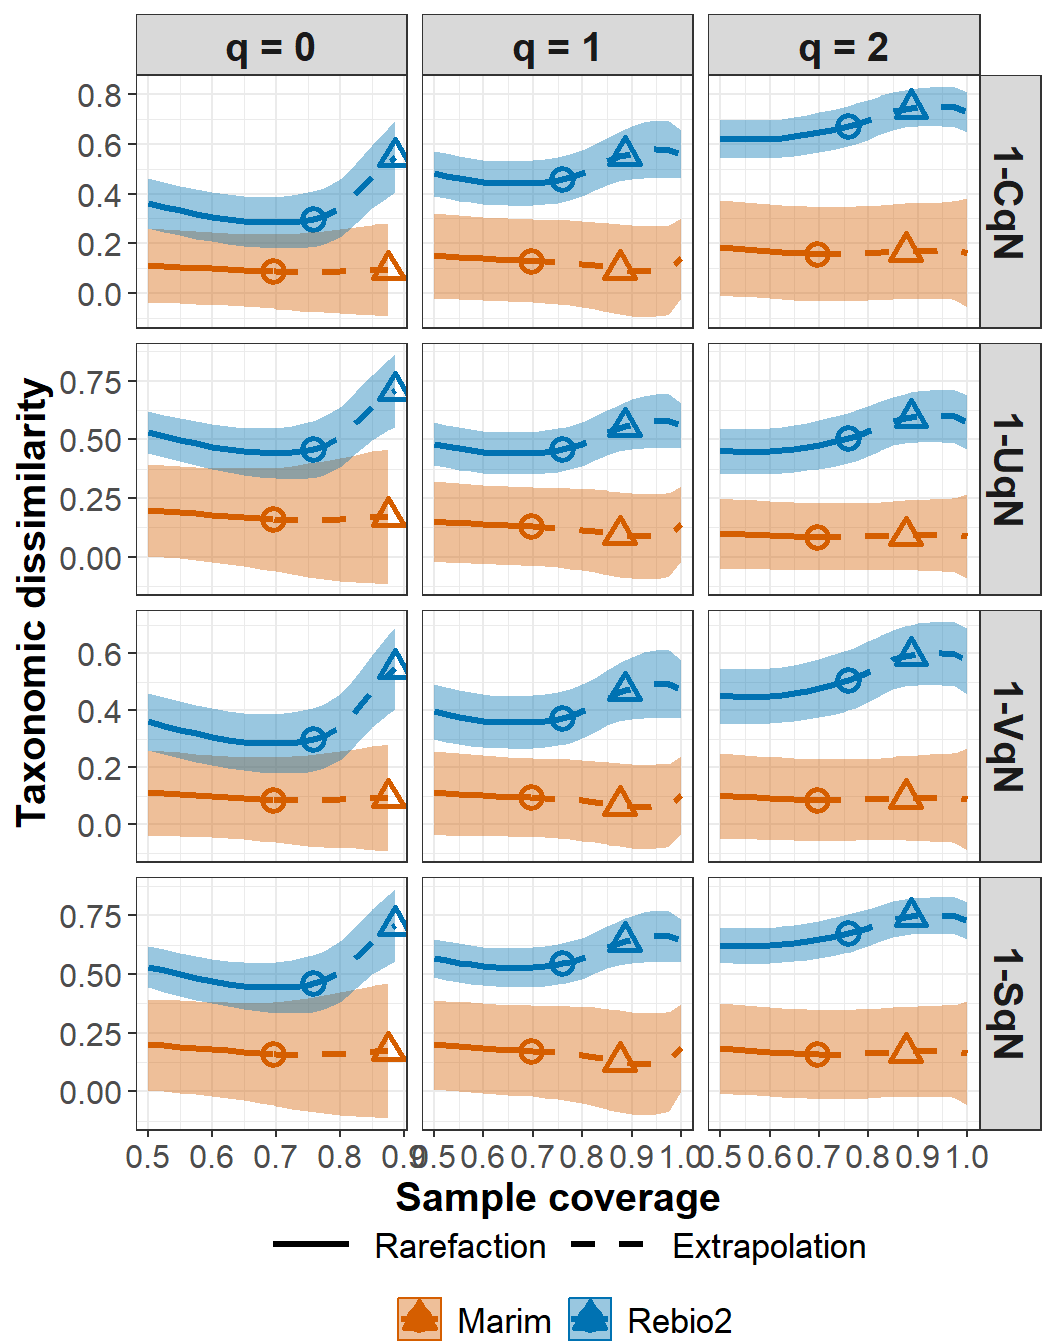 q = 0
q = 1
q = 2
0.8
0.6
0.4
0.2
0.0
1-CqN
0.75
0.50
0.25
0.00
1-UqN
0.6
0.4
0.2
0.0
1-VqN
0.75
0.50
0.25
0.00
1-SqN
Taxonomic dissimilarity
0.5 0.6 0.7 0.8 0.9
0.5 0.6 0.7 0.8 0.9 1.0
0.5 0.6 0.7 0.8 0.9 1.0
Sample coverage
Rarefaction Extrapolation
Marim Rebio2